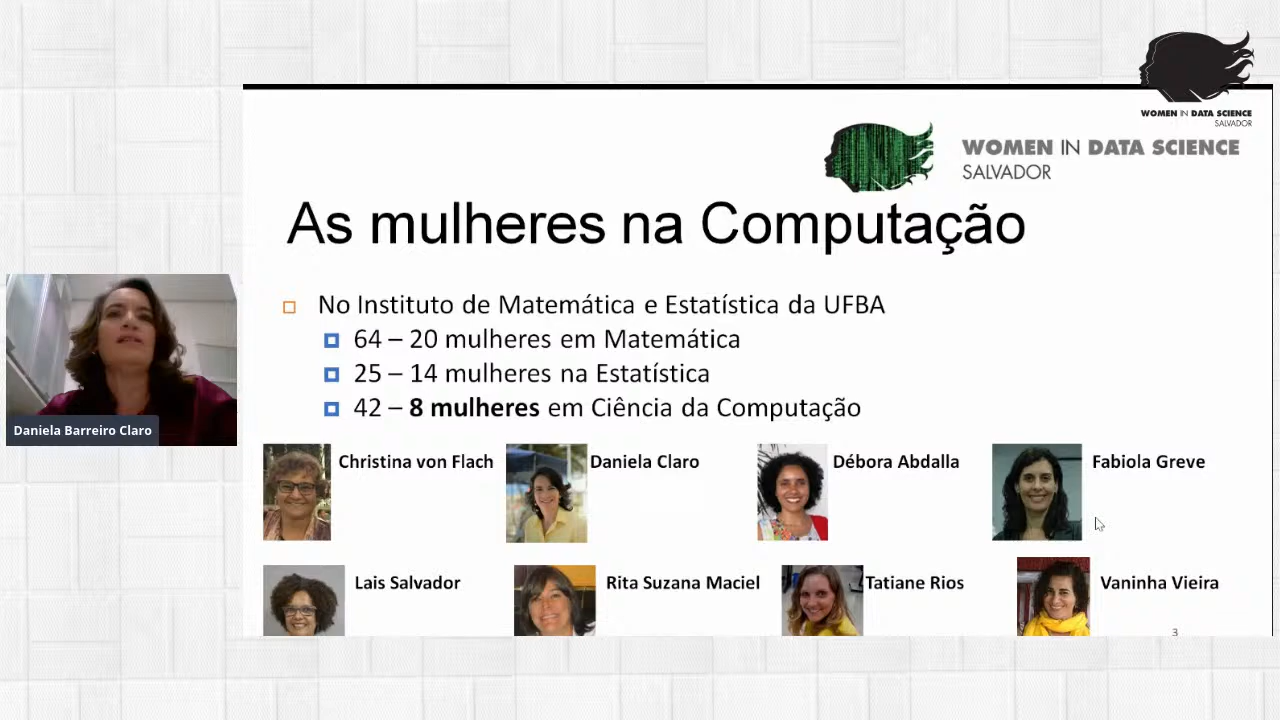 WOMEN IN DATA SCIENCE
SALVADOR
WOMEN IN DATA SCIENCE
SALVADOR
As mulheres na Computação
No Instituto de Matemática e Estatística da UFBA
64 – 20 mulheres em Matemática
25 – 14 mulheres na Estatística
42 – 8 mulheres em Ciência da Computação
Daniela Barreiro Claro
Christina von Flach
Daniela Claro
Débora Abdalla
Fabiola Greve
Lais Salvador
Rita Suzana Maciel
Tatiane Rios
Vaninha Vieira
3